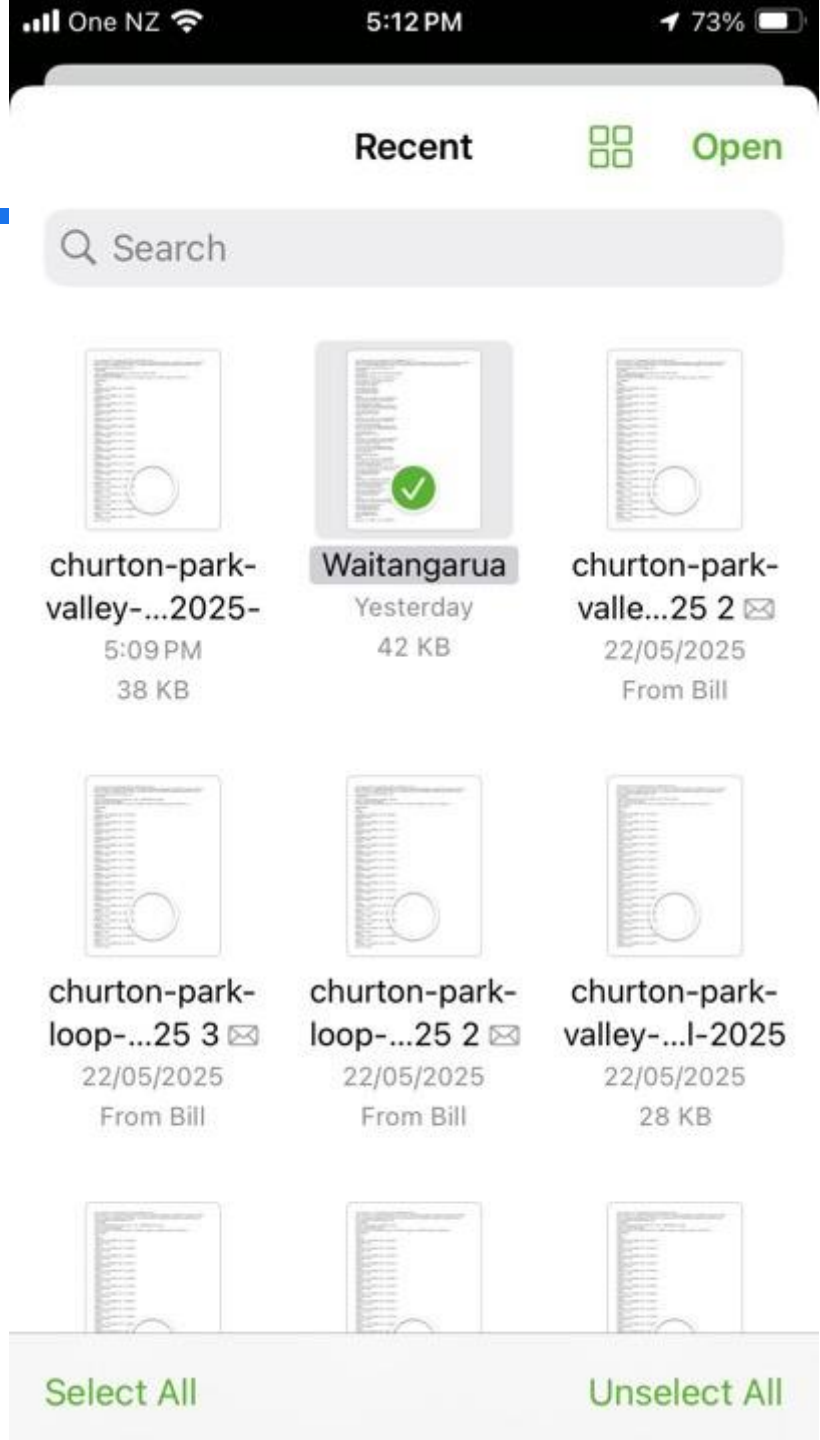 One NZ 5:12 PM 73%
Recent Open
Search
churton-park-
valley-...2025-
5:09 PM
38 KB
Waitangarua
Yesterday
42 KB
churton-park-
valle...25 2
22/05/2025
From Bill
churton-park-
loop-...25 3
22/05/2025
From Bill
churton-park-
loop-...25 2
22/05/2025
From Bill
churton-park-
valley-...l-2025
22/05/2025
28 KB
Select All Unselect All